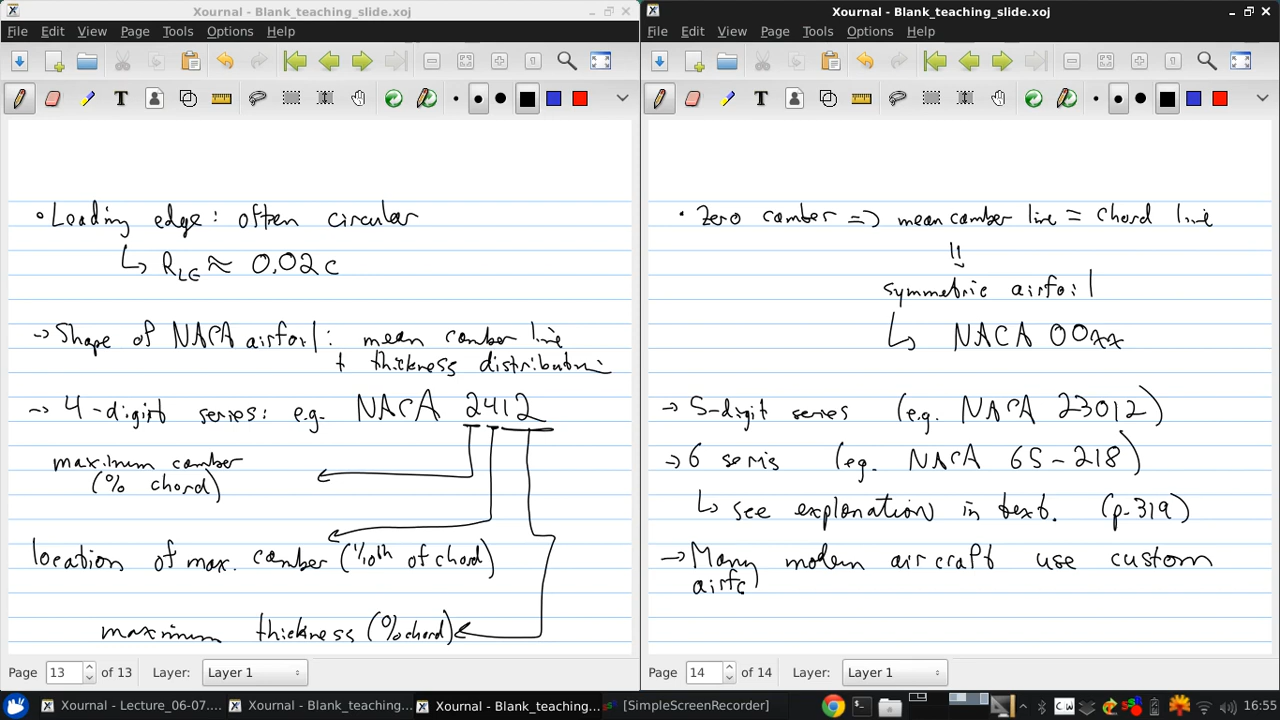 Xournal - Blank_teaching_slide.xoj
File Edit View Page Tools Options Help
• Leading edge: often circular
↳ R_LE ≈ 0.02 c
→ Shape of NACA airfoil: mean camber line
+ thickness distribution
→ 4-digit series: e.g. NACA 2412
maximum camber
(% chord)
location of max. camber (1/10th of chord)
maximum thickness (% chord)
Page 13 of 13 Layer: Layer 1
Xournal - Blank_teaching_slide.xoj
File Edit View Page Tools Options Help
• Zero camber => mean camber line = chord line
symmetric airfoil
↳ NACA 00xx
→ 5-digit series (e.g. NACA 23012)
→ 6 series (eg. NACA 65-218)
↳ see explanation in text. (p.319)
→ Many modern aircraft use custom
airfo
Page 14 of 14 Layer: Layer 1
Xournal - Lecture_06-07.... Xournal - Blank_teaching... Xournal - Blank_teaching... [SimpleScreenRecorder] 16:55